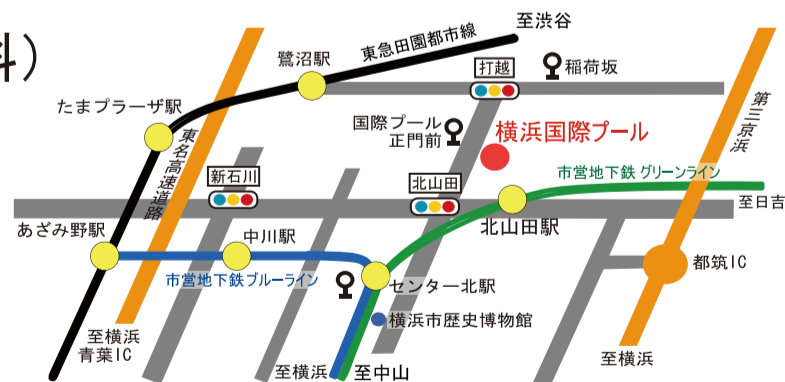 料）
至渋谷
東急田園都市線
鷺沼駅
打越
稲荷坂
たまプラーザ駅
国際プール
正門前
横浜国際プール
第三京浜
東名高速道路
新石川
北山田
市営地下鉄 グリーンライン
至日吉
あざみ野駅
中川駅
北山田駅
市営地下鉄 ブルーライン
センター北駅
都筑IC
横浜市歴史博物館
至横浜
青葉IC
至横浜
至中山
至横浜